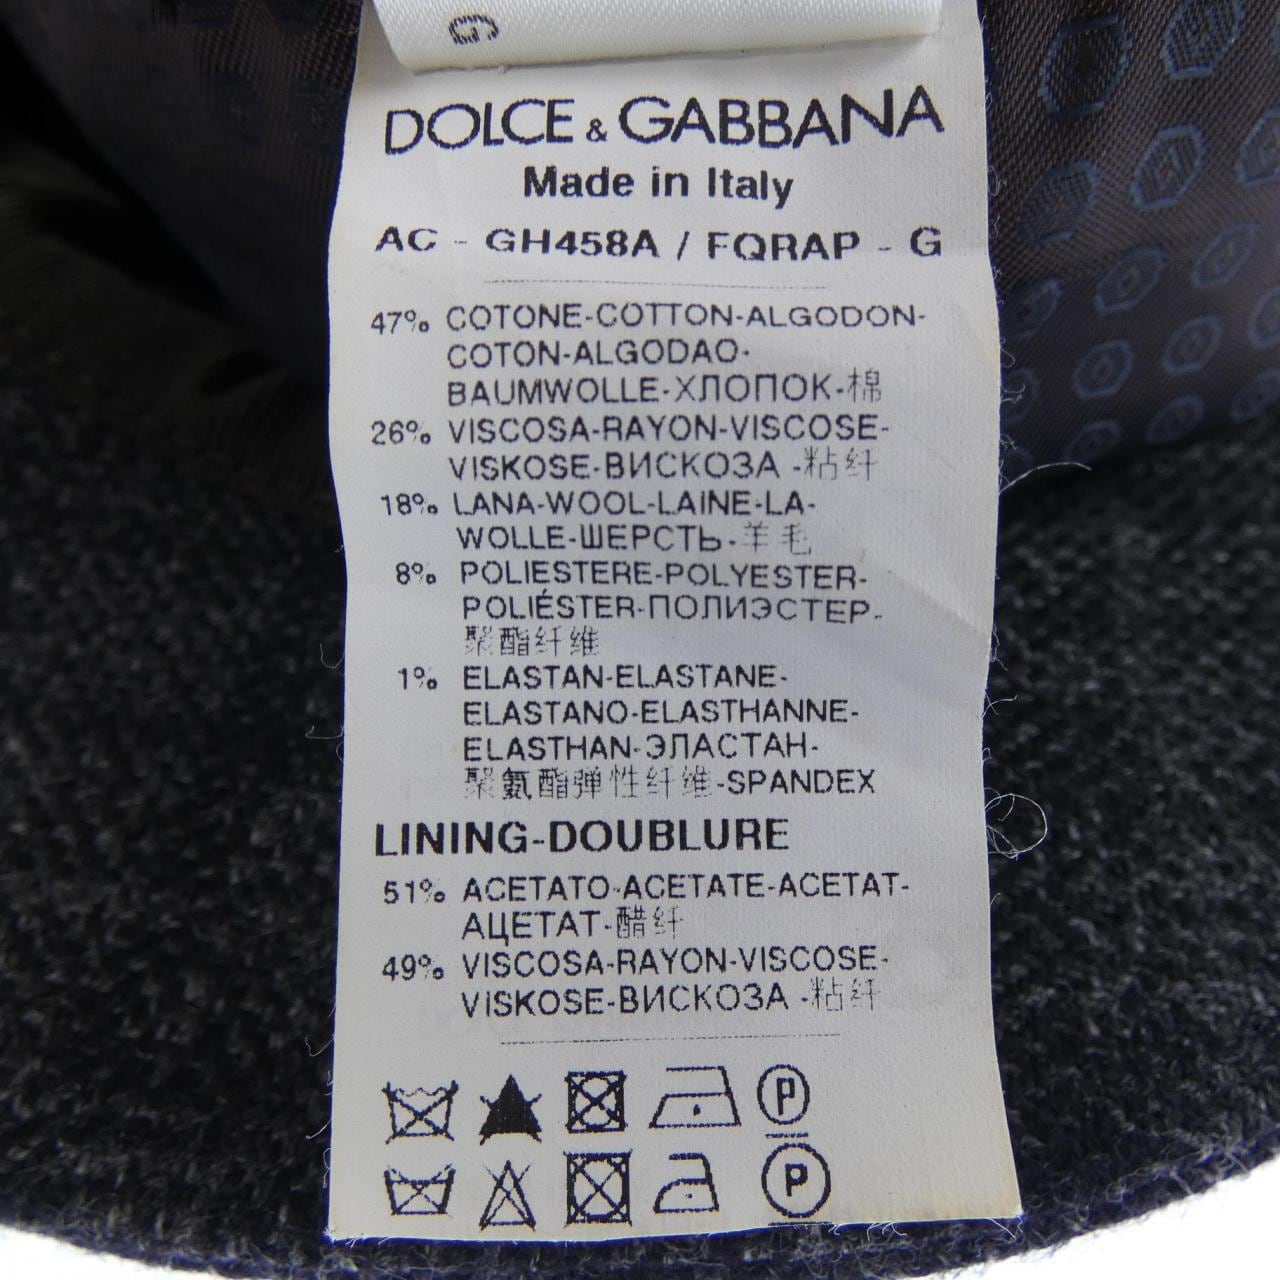 G
DOLCE & GABBANA
Made in Italy
AC - GH458A / FQRAP - G
47% COTONE-COTTON-ALGODON-
COTON-ALGODAO-
BAUMWOLLE-ХЛОПОК-棉
26% VISCOSA-RAYON-VISCOSE-
VISKOSE-ВИСКОЗА -粘纤
18% LANA-WOOL-LAINE-LA-
WOLLE-ШЕРСТЬ-羊毛
8% POLIESTERE-POLYESTER-
POLIÉSTER-ПОЛИЭСТЕР-
聚酯纤维
1% ELASTAN-ELASTANE-
ELASTANO-ELASTHANNE-
ELASTHAN-ЭЛАСТАН-
聚氨酯弹性纤维-SPANDEX
LINING-DOUBLURE
51% ACETATO-ACETATE-ACETAT-
АЦЕТАТ-醋纤
49% VISCOSA-RAYON-VISCOSE-
VISKOSE-ВИСКОЗА -粘纤
P
P